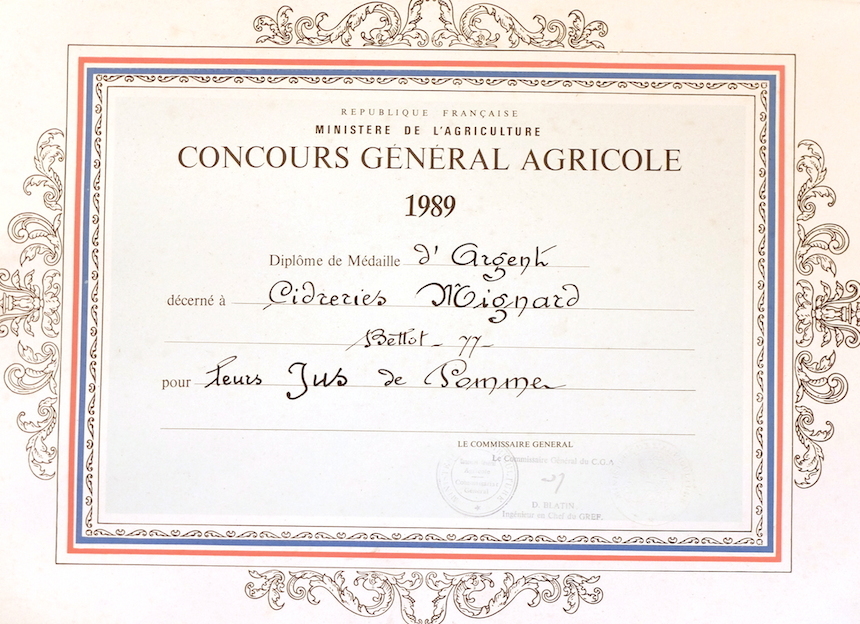 REPUBLIQUE FRANÇAISE
MINISTERE DE L'AGRICULTURE
CONCOURS GÉNÉRAL AGRICOLE
1989
Diplôme de Médaille d'Argent
décerné à Cidreries Mignard
Bellot - 77 -
pour leurs Jus de Pomme
LE COMMISSAIRE GÉNÉRAL
Le Commissaire Général du C.G.A
D. BLATIN
Ingénieur en Chef du GREF.